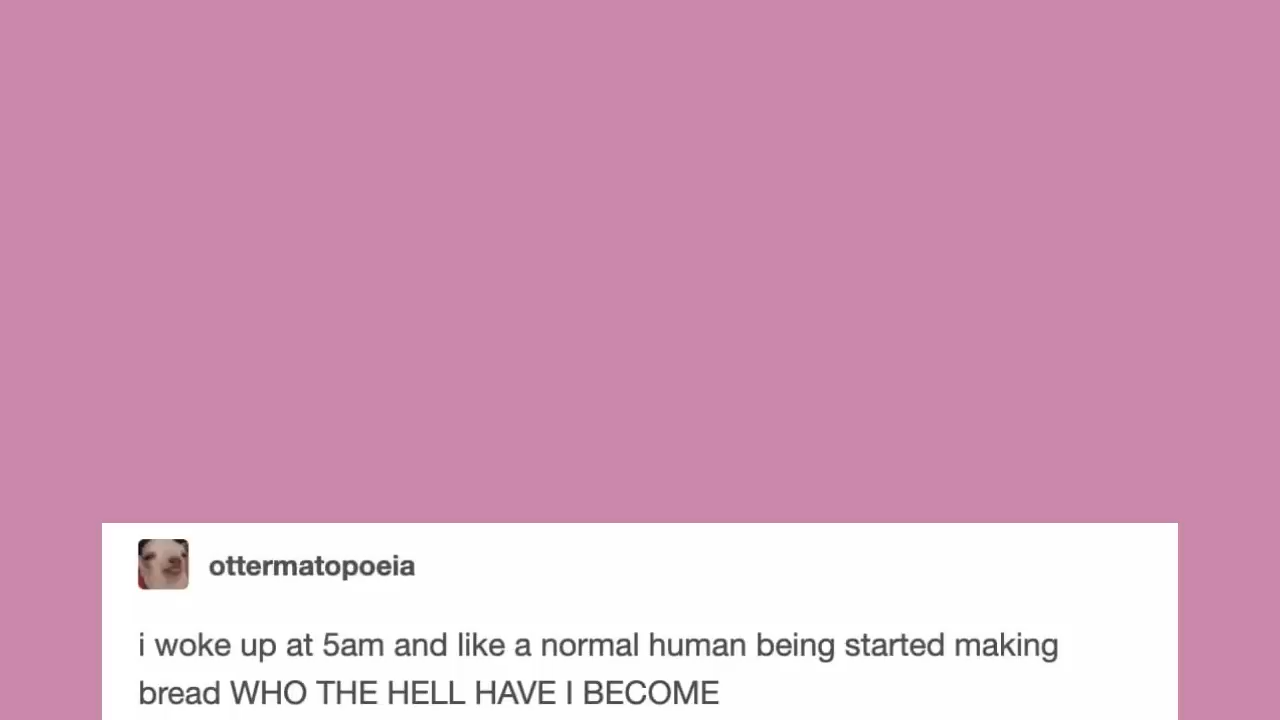 ottermatopoeia
i woke up at 5am and like a normal human being started making
bread WHO THE HELL HAVE I BECOME